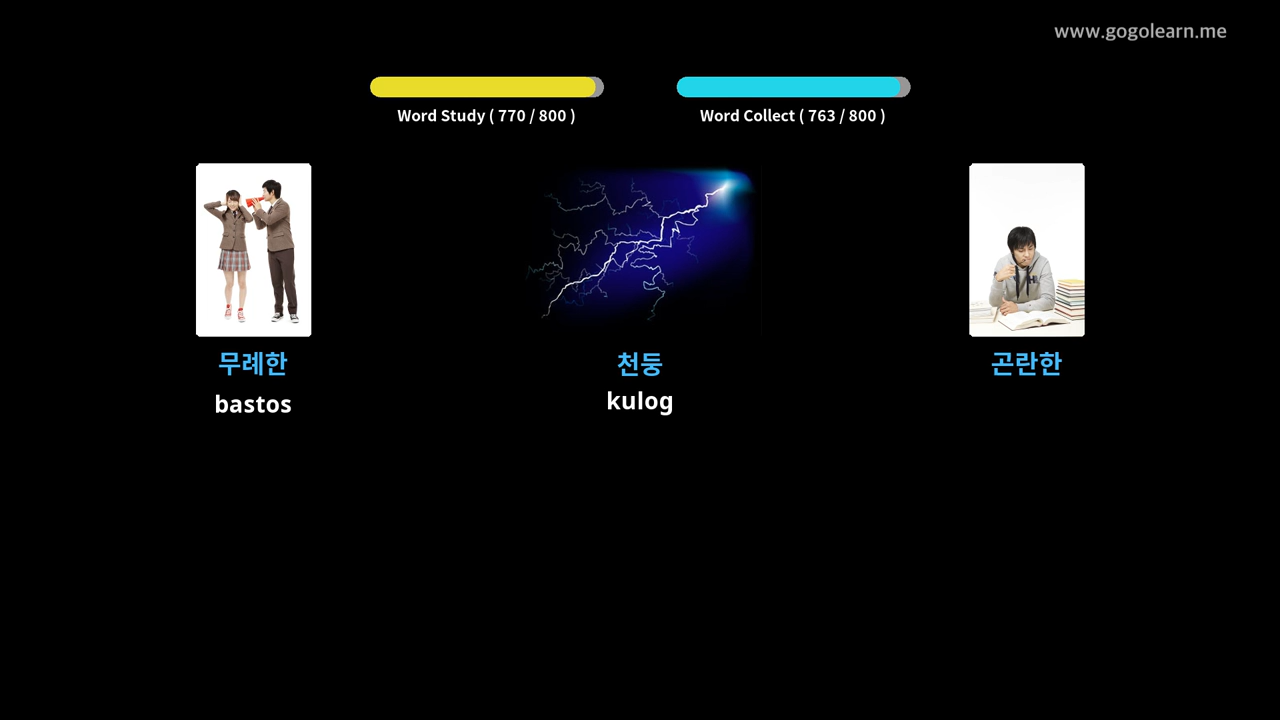 www.gogolearn.me
Word Study ( 770 / 800 )
Word Collect ( 763 / 800 )
무례한
bastos
천둥
kulog
곤란한